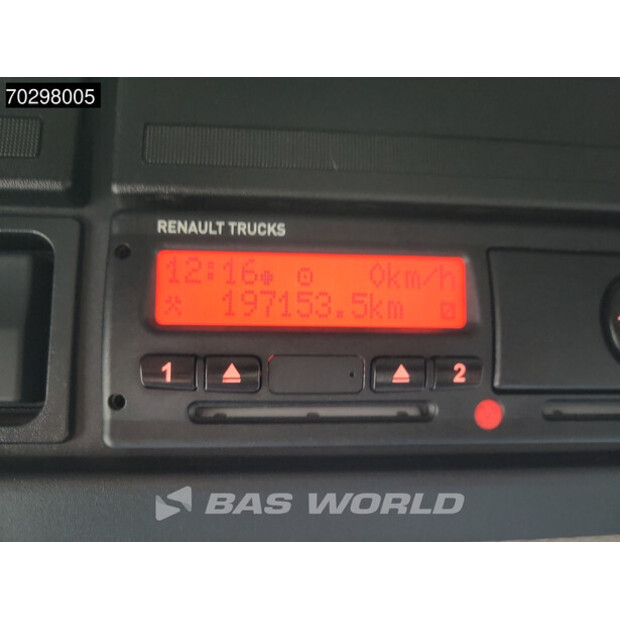 70298005
RENAULT TRUCKS
12:16 0km/h
197153.5km
1 2
BAS WORLD